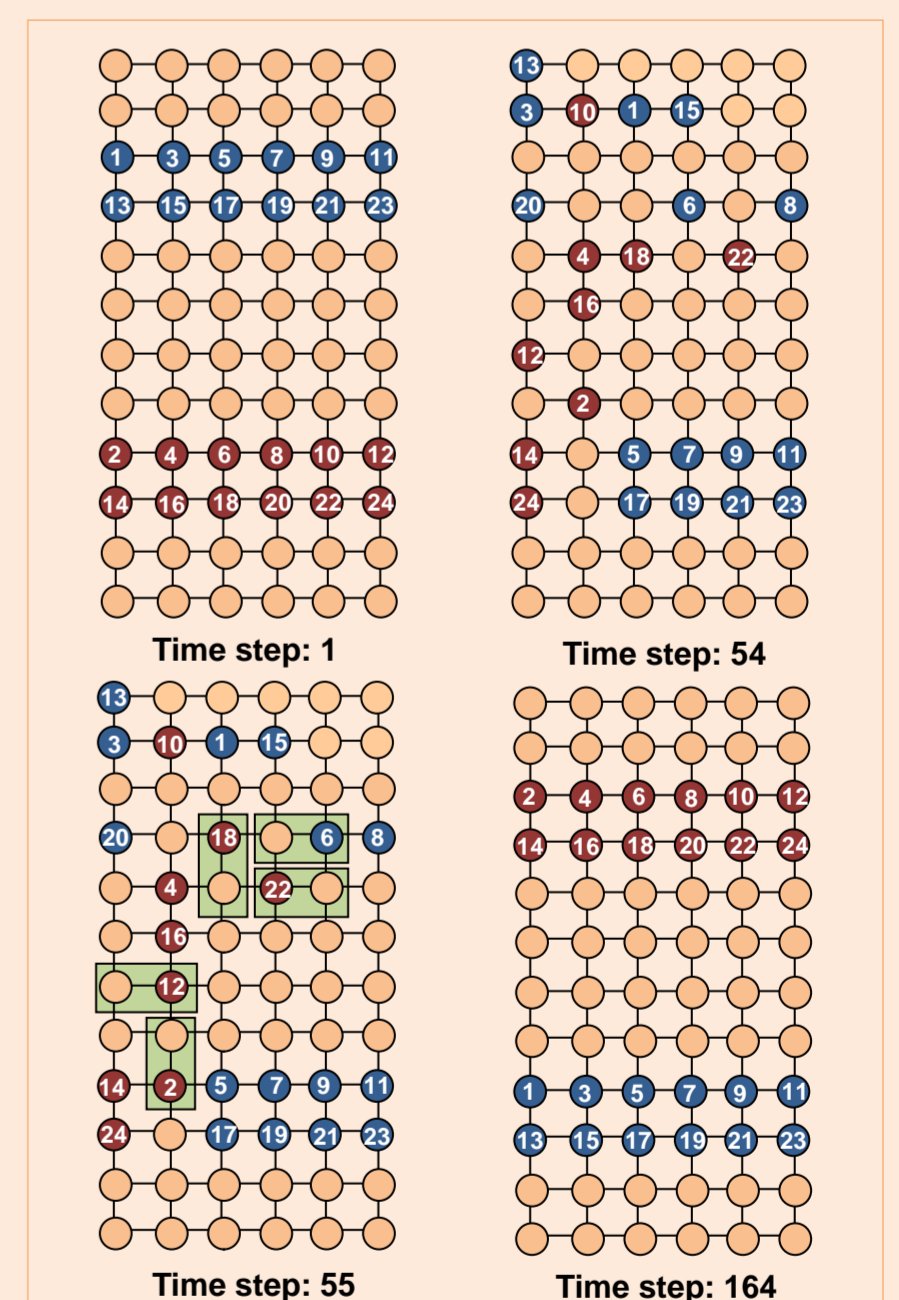 1 3 5 7 9 11
13 15 17 19 21 23
2 4 6 8 10 12
14 16 18 20 22 24
Time step: 1
13
3 10 1 15
20 6 8
4 18 22
16
12
2
14 5 7 9 11
24 17 19 21 23
Time step: 54
13
3 10 1 15
20 18 6 8
4 22
16
12
14 2 5 7 9 11
24 17 19 21 23
Time step: 55
2 4 6 8 10 12
14 16 18 20 22 24
1 3 5 7 9 11
13 15 17 19 21 23
Time step: 164